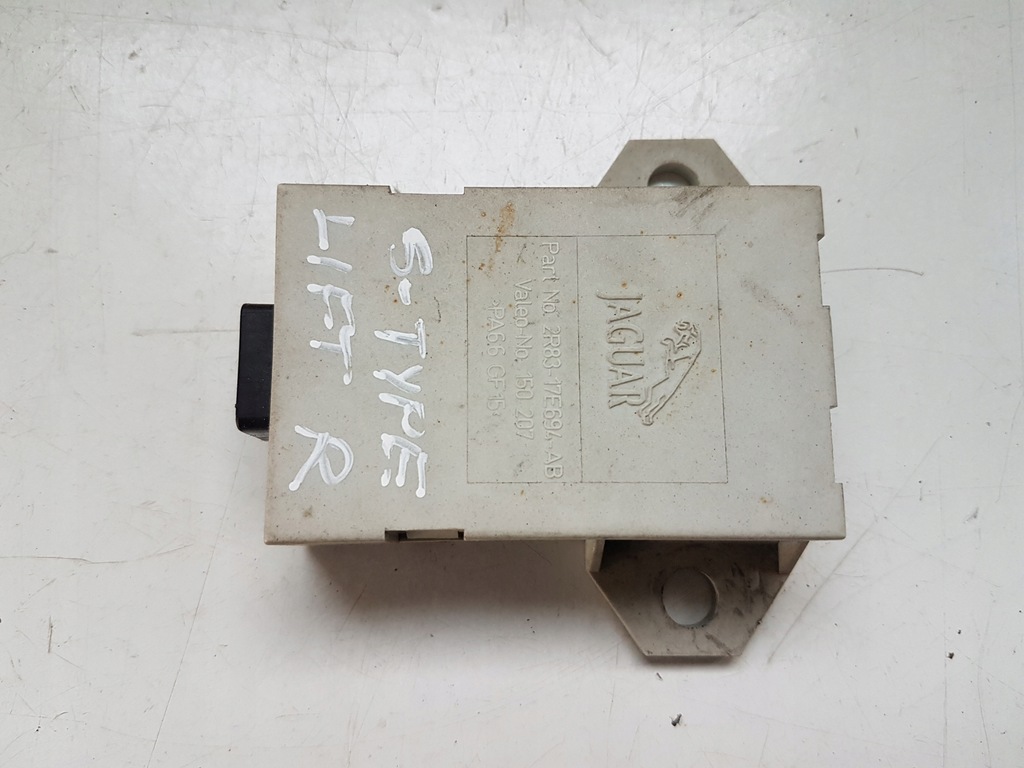 JAGUAR
Part No. 2R83-17E694 AB
Valeo-No. 150 207
>PA66 GF15<
S-TYPE
LIFT R